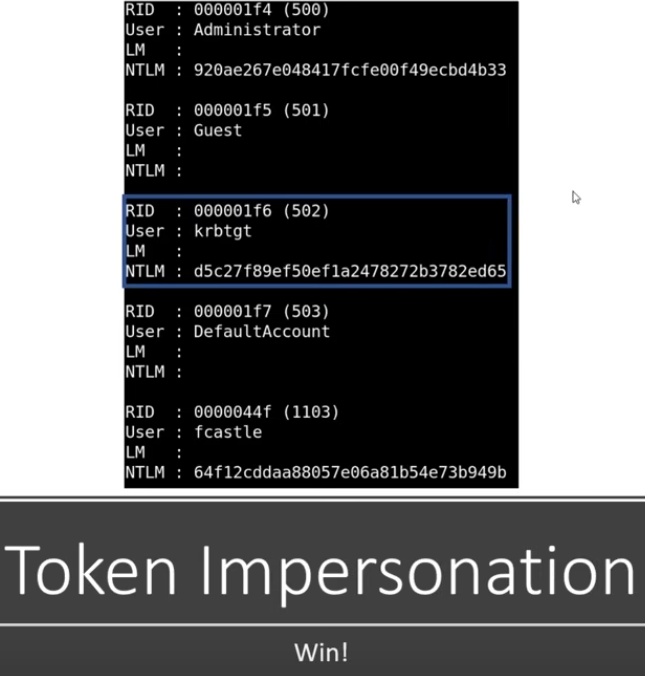 RID  : 000001f4 (500)
User : Administrator
LM   :
NTLM : 920ae267e048417fcfe00f49ecbd4b33
RID  : 000001f5 (501)
User : Guest
LM   :
NTLM :
RID  : 000001f6 (502)
User : krbtgt
LM   :
NTLM : d5c27f89ef50ef1a2478272b3782ed65
RID  : 000001f7 (503)
User : DefaultAccount
LM   :
NTLM :
RID  : 0000044f (1103)
User : fcastle
LM   :
NTLM : 64f12cddaa88057e06a81b54e73b949b
Token Impersonation
Win!